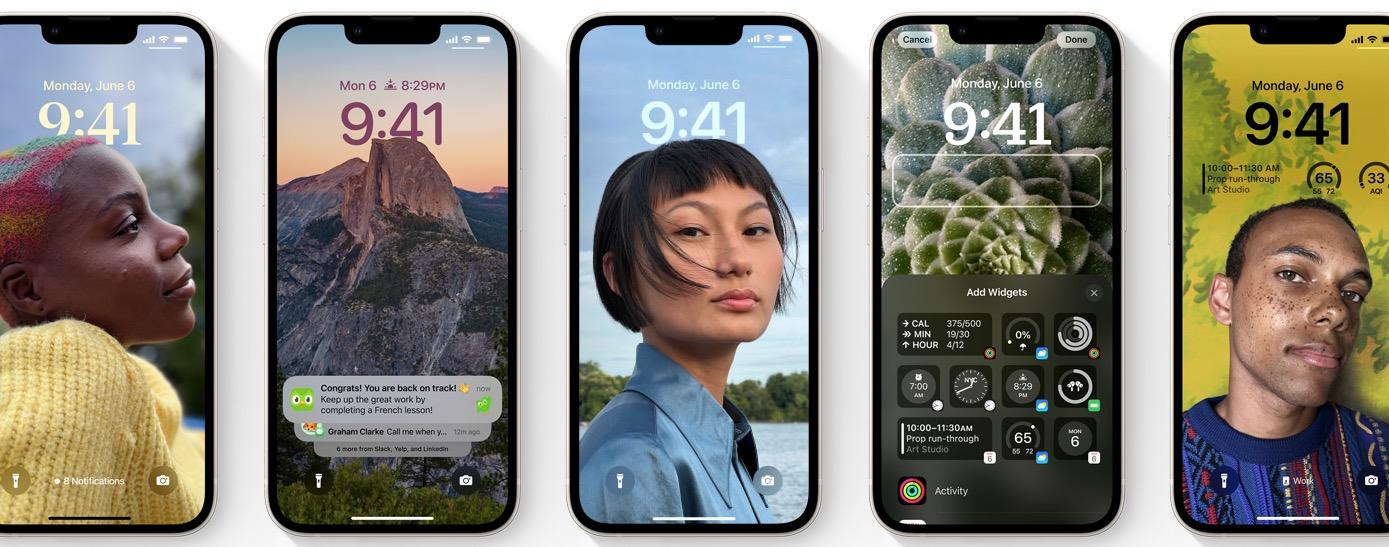 Monday, June 6
9:41
8 Notifications
Mon 6 8:29PM
9:41
Congrats! You are back on track!👋 now
Keep up the great work by
completing a French lesson!
Graham Clarke Call me when y... 12m ago
6 more from Slack, Yelp, and LinkedIn
Monday, June 6
9:41
Cancel Done
Monday, June 6
9:41
Add Widgets
→ CAL 375/500
MIN 19/30
↑ HOUR 4/12
0%
7:00
AM
NYC
8:29
PM
10:00–11:30AM
Prop run-through
Art Studio
6
65
55 72
MON
6
6
Activity
Monday, June 6
9:41
10:00–11:30 AM
Prop run-through
Art Studio
65
55 72
33
AQI
Work